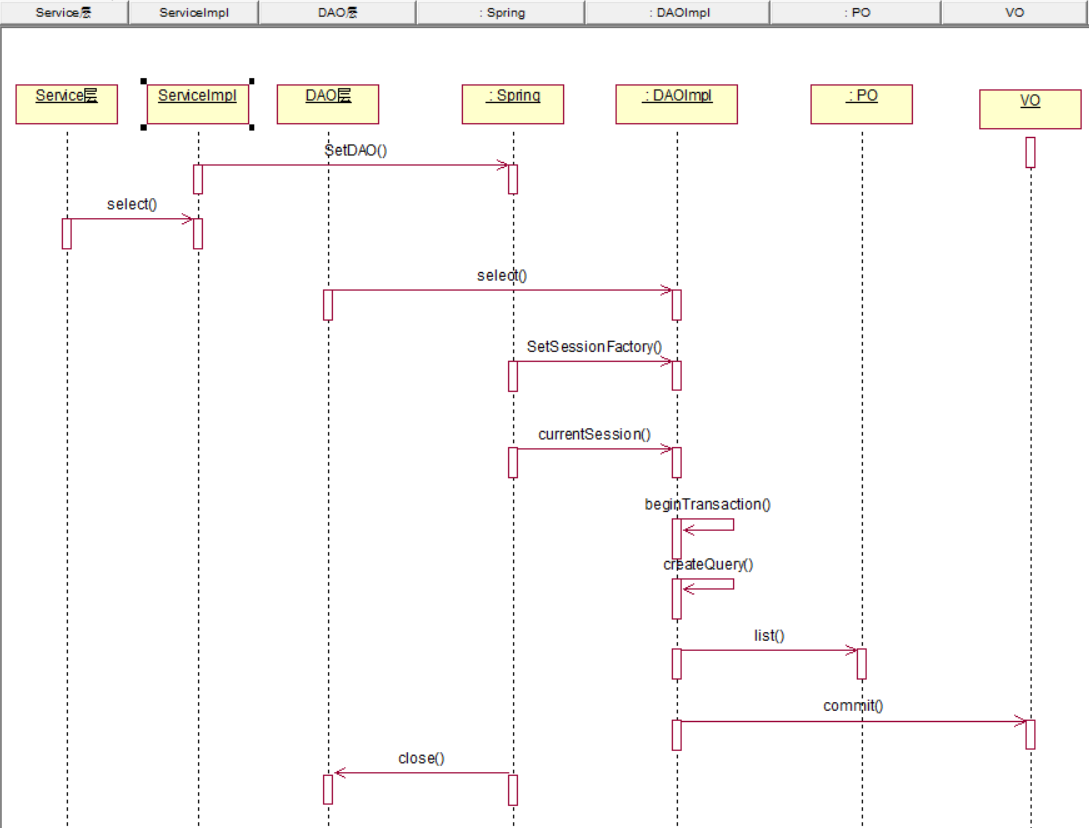 Service层 ServiceImpl DAO层 : Spring : DAOImpl : PO VO
Service层 ServiceImpl DAO层 : Spring : DAOImpl : PO VO
SetDAO()
select()
select()
SetSessionFactory()
currentSession()
beginTransaction()
createQuery()
list()
commit()
close()